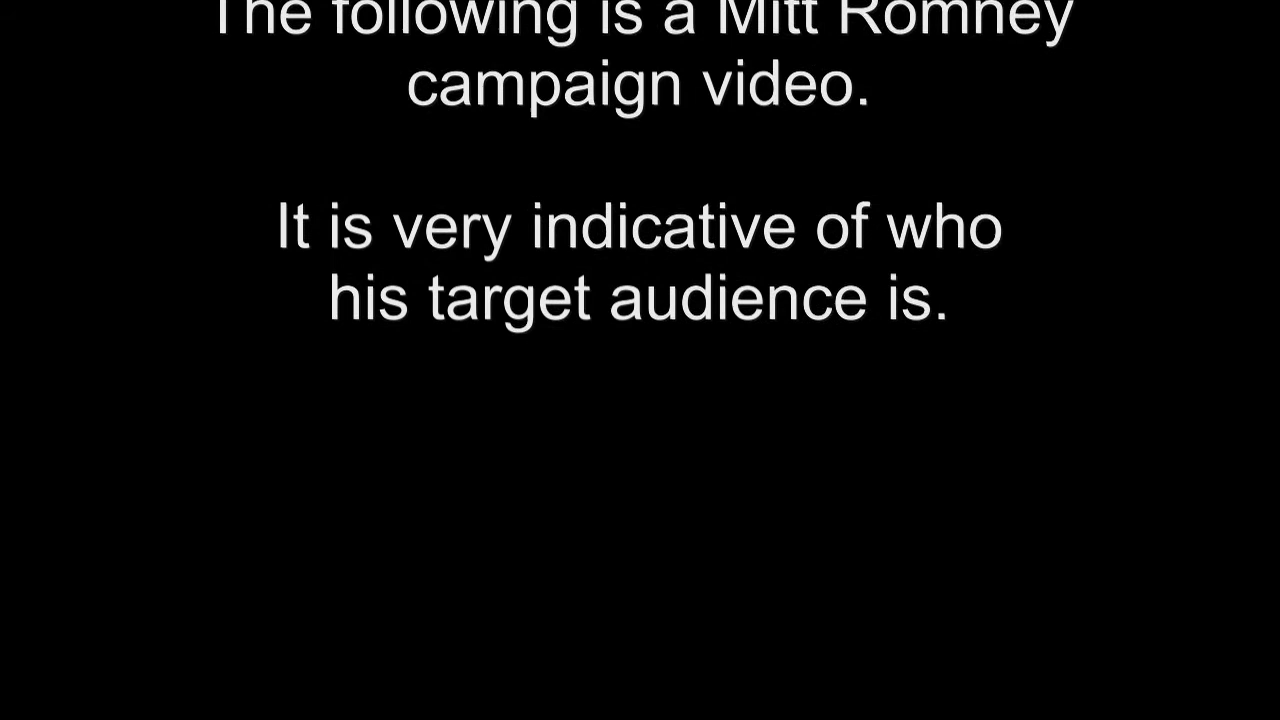 The following is a Mitt Romney
campaign video.
It is very indicative of who
his target audience is.